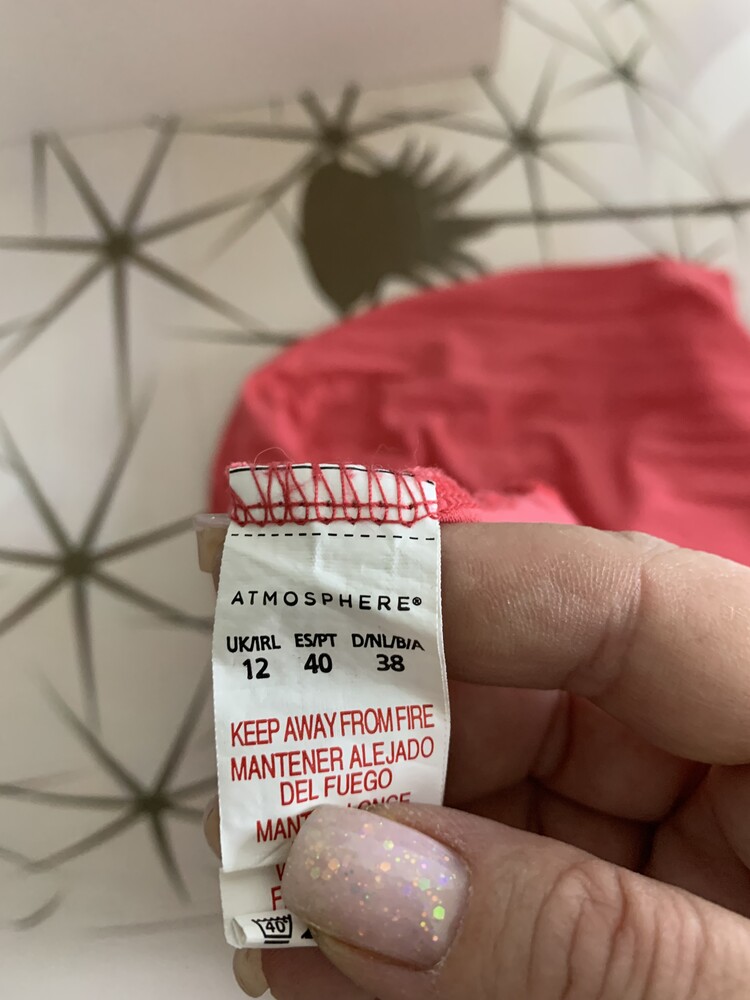 ATMOSPHERE®
UK/IRL ES/PT D/NL/B/A
12 40 38
KEEP AWAY FROM FIRE
MANTENER ALEJADO
DEL FUEGO
40